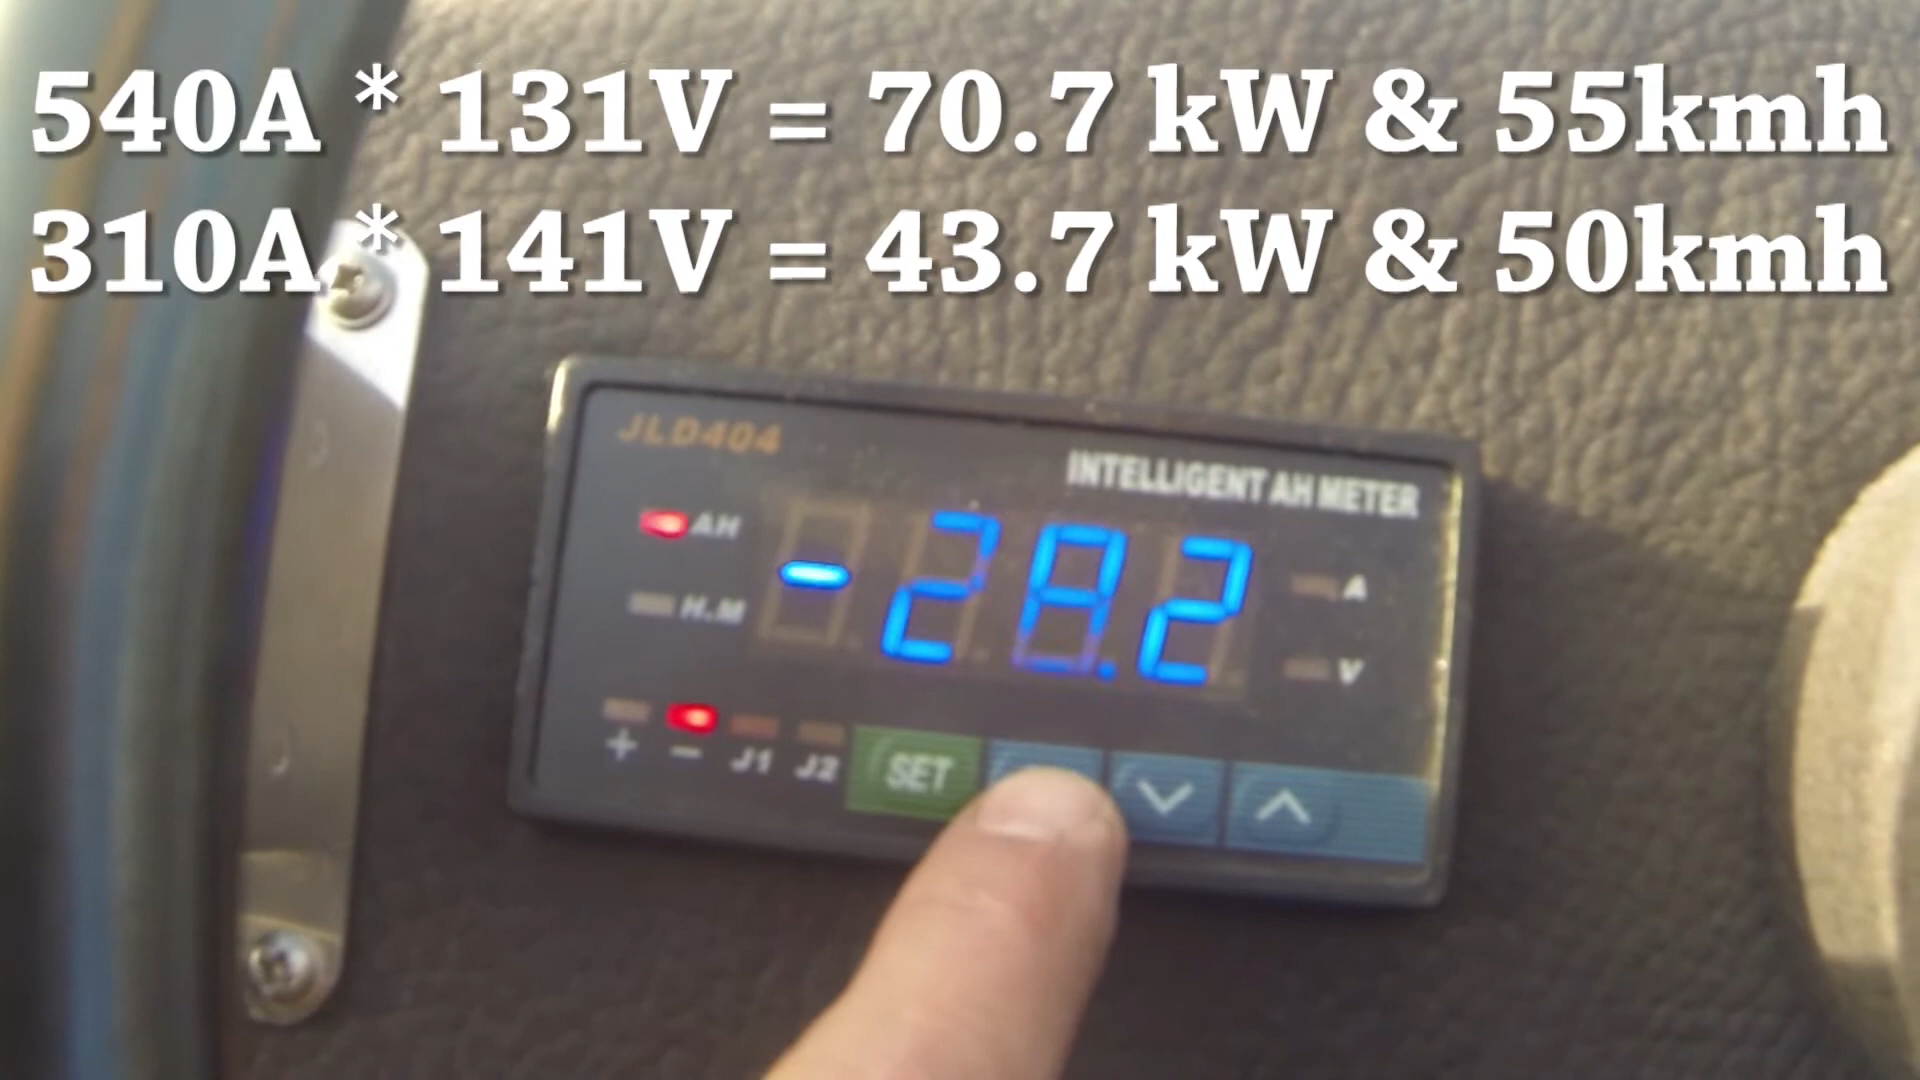 540A * 131V = 70.7 kW & 55kmh
310A * 141V = 43.7 kW & 50kmh
JLD404
INTELLIGENT AH METER
AH
-28.2
A
H.M
V
+ - J1 J2 SET